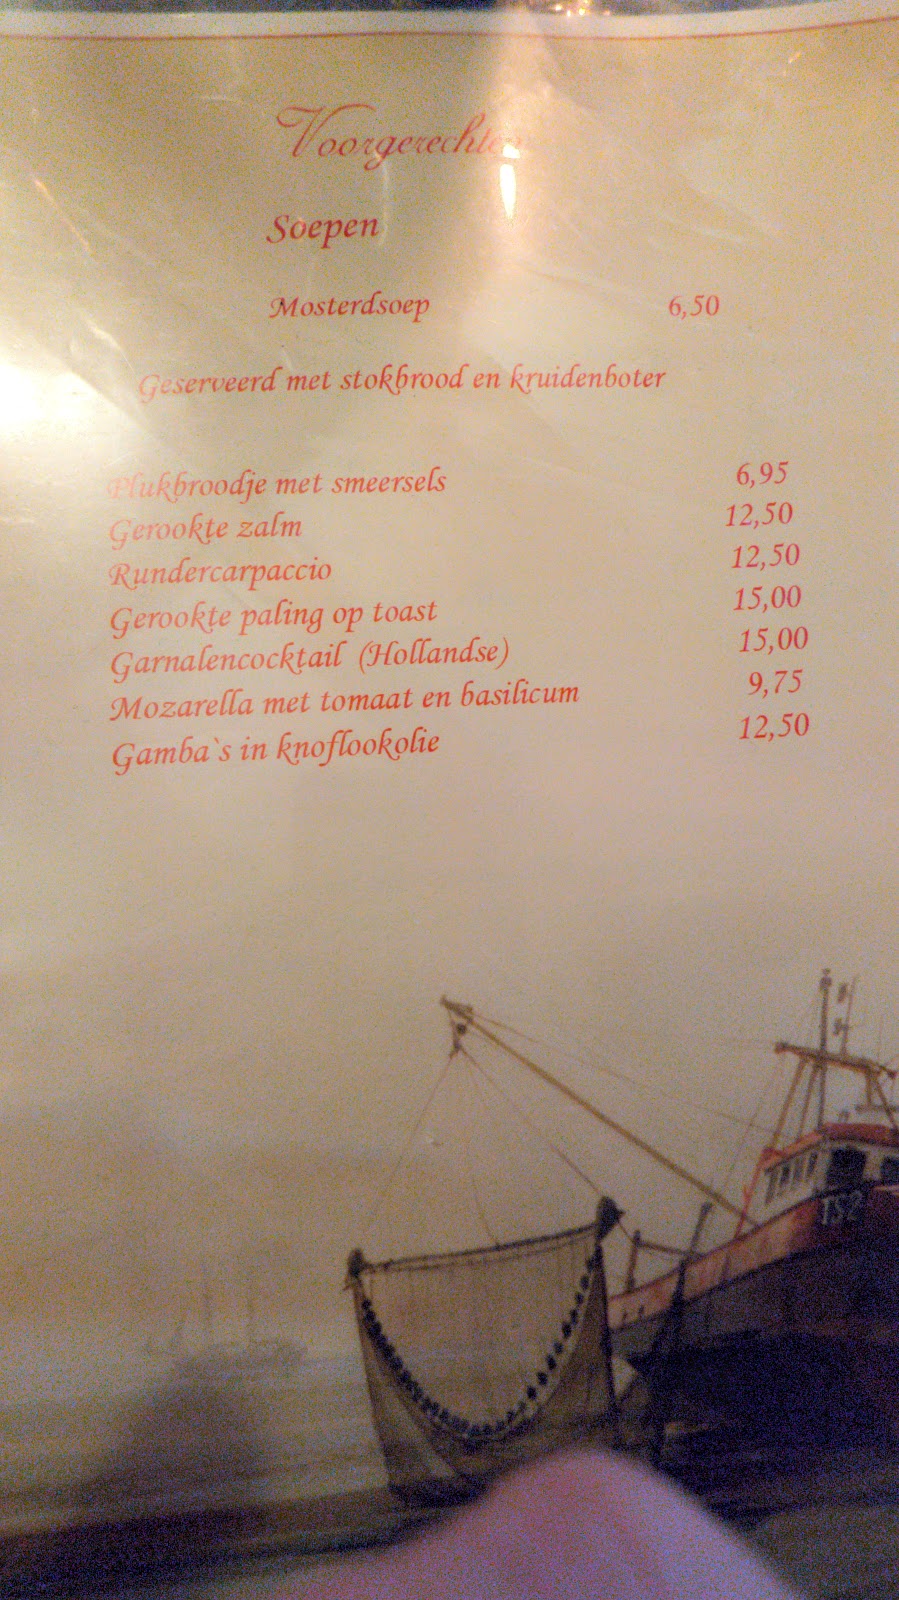 Voorgerechten
Soepen
Mosterdsoep 6,50
Geserveerd met stokbrood en kruidenboter
Plukbroodje met smeersels 6,95
Gerookte zalm 12,50
Rundercarpaccio 12,50
Gerookte paling op toast 15,00
Garnalencocktail (Hollandse) 15,00
Mozarella met tomaat en basilicum 9,75
Gamba`s in knoflookolie 12,50
TS2